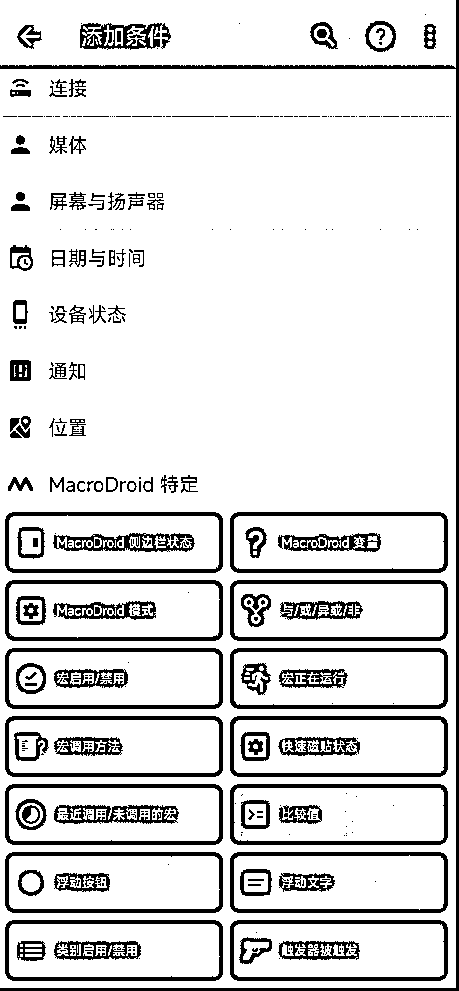 添加条件
连接
媒体
屏幕与扬声器
日期与时间
设备状态
通知
位置
MacroDroid 特定
MacroDroid 侧边栏状态
MacroDroid 变量
MacroDroid 模式
与/或/异或/非
宏启用/禁用
宏正在运行
宏调用方法
快速磁贴状态
最近调用/未调用的宏
比较值
浮动按钮
浮动文字
类别启用/禁用
触发器被触发